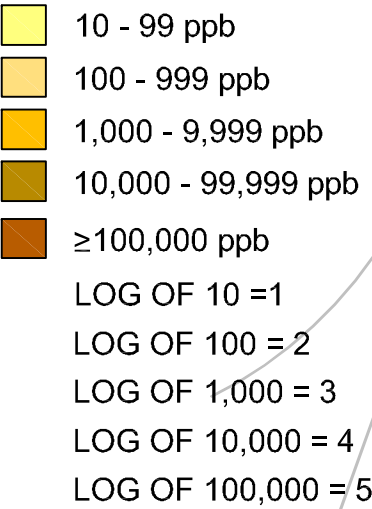 10 - 99 ppb
100 - 999 ppb
1,000 - 9,999 ppb
10,000 - 99,999 ppb
≥100,000 ppb
LOG OF 10 =1
LOG OF 100 = 2
LOG OF 1,000 = 3
LOG OF 10,000 = 4
LOG OF 100,000 = 5